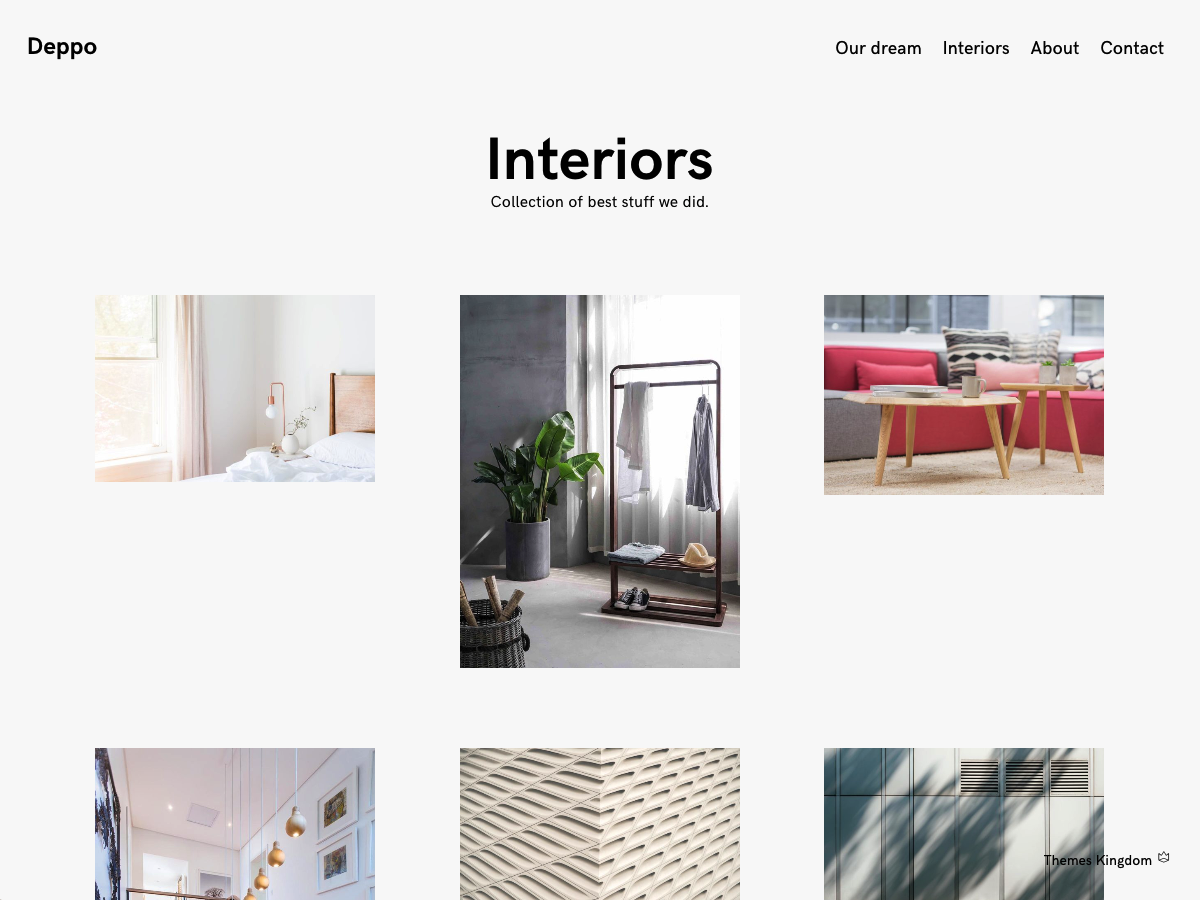 Deppo
Our dream Interiors About Contact
Interiors
Collection of best stuff we did.
Themes Kingdom